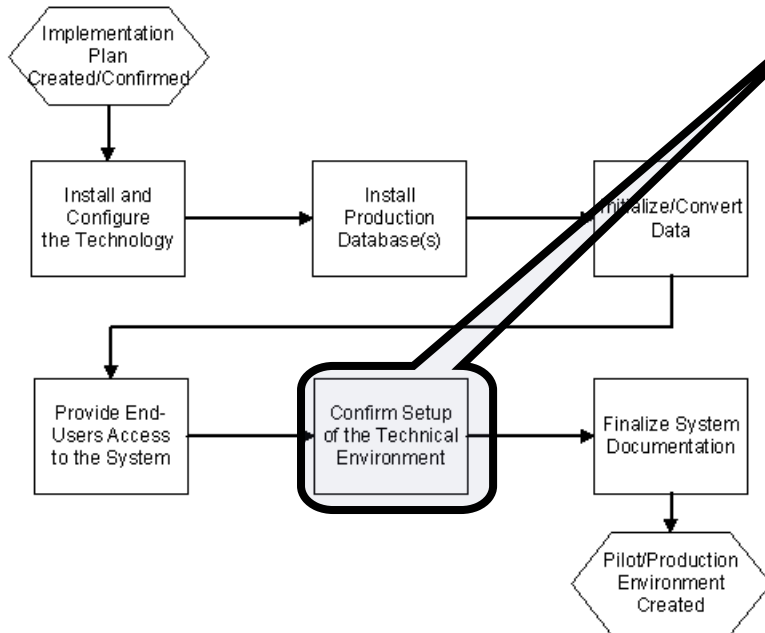 Implementation
Plan
Created/Confirmed
Install and
Configure
the Technology
Install
Production
Database(s)
Initialize/Convert
Data
Provide End-
Users Access
to the System
Confirm Setup
of the Technical
Environment
Finalize System
Documentation
Pilot/Production
Environment
Created